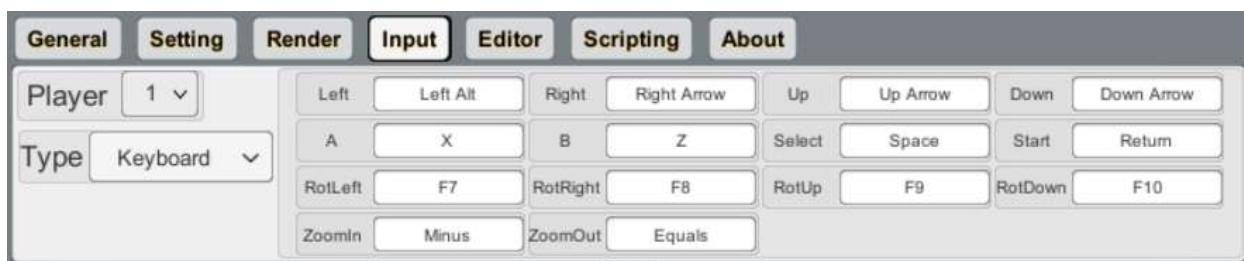 General Setting Render Input Editor Scripting About
Player 1
Type Keyboard
Left Left Alt Right Right Arrow Up Up Arrow Down Down Arrow
A X B Z Select Space Start Return
RotLeft F7 RotRight F8 RotUp F9 RotDown F10
ZoomIn Minus ZoomOut Equals